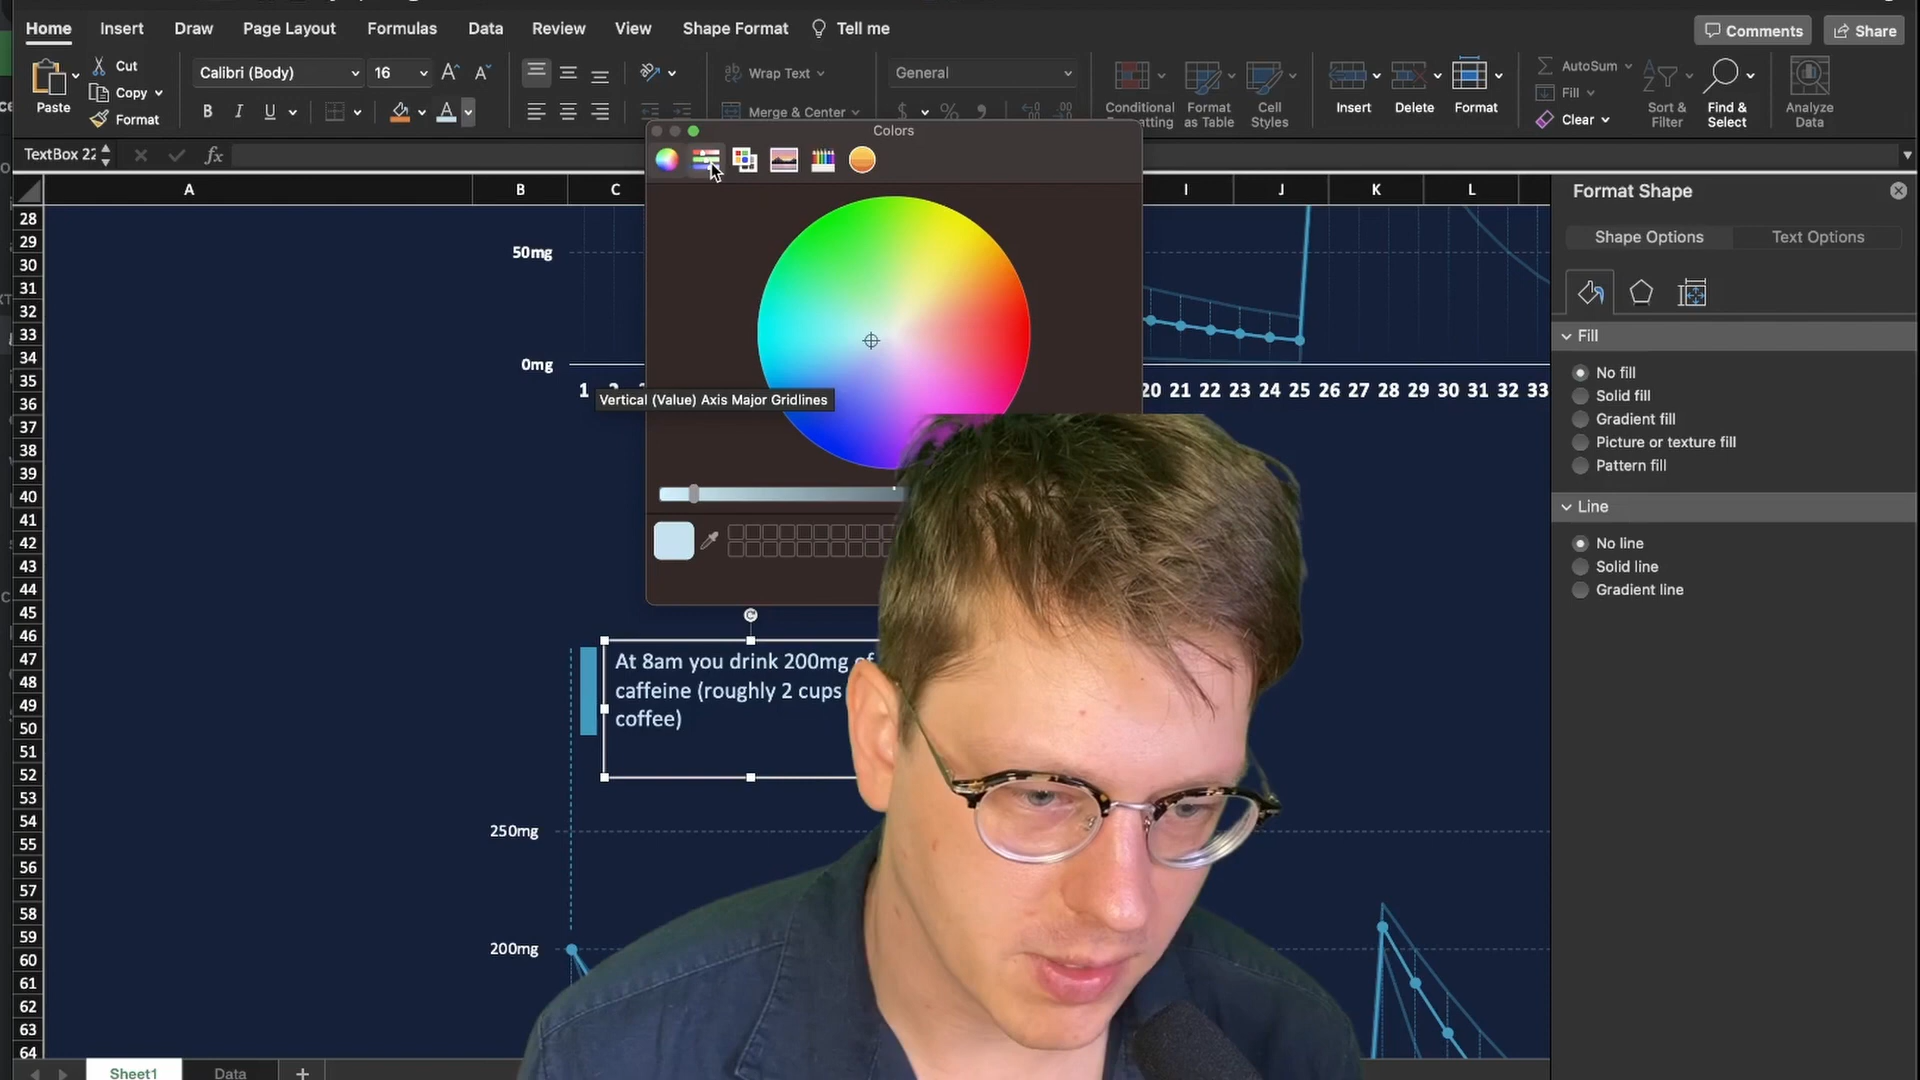 Home Insert Draw Page Layout Formulas Data Review View Shape Format Tell me Comments Share
Paste Cut Copy Format
Calibri (Body) 16 A A
B I U A
Wrap Text
Merge & Center
General
$ % 9
Conditional Formatting
Format as Table
Cell Styles
Insert Delete Format
AutoSum
Fill
Clear
Sort & Filter
Find & Select
Analyze Data
TextBox 22 fx
Colors
A B C I J K L
28
29
30
31
32
33
34
35
36
37
38
39
40
41
42
43
44
45
46
47
48
49
50
51
52
53
54
55
56
57
58
59
60
61
62
63
64
50mg
0mg
1 20 21 22 23 24 25 26 27 28 29 30 31 32 33
Vertical (Value) Axis Major Gridlines
At 8am you drink 200mg of
caffeine (roughly 2 cups
coffee)
250mg
200mg
Format Shape
Shape Options Text Options
Fill
No fill
Solid fill
Gradient fill
Picture or texture fill
Pattern fill
Line
No line
Solid line
Gradient line
Sheet1 Data +